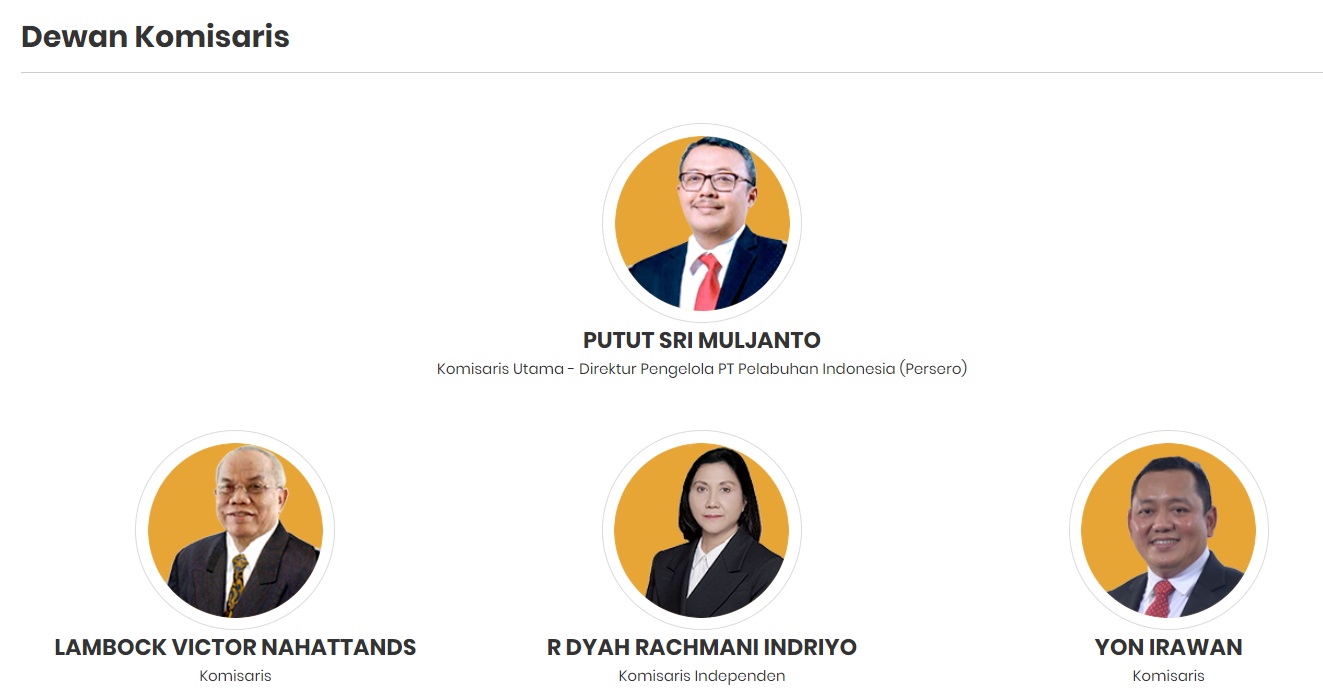 Dewan Komisaris
PUTUT SRI MULJANTO
Komisaris Utama - Direktur Pengelola PT Pelabuhan Indonesia (Persero)
LAMBOCK VICTOR NAHATTANDS
Komisaris
R DYAH RACHMANI INDRIYO
Komisaris Independen
YON IRAWAN
Komisaris